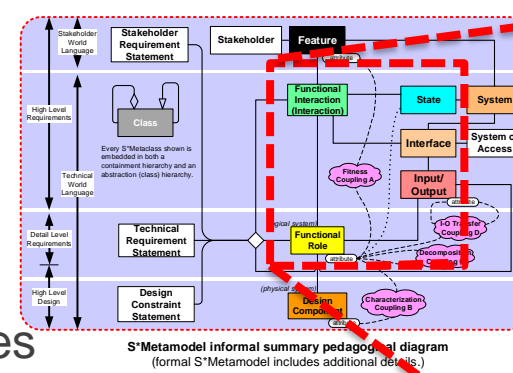 Stakeholder
World
Language
High Level
Requirements
Technical
World
Language
Detail Level
Requirements
High Level
Design
Stakeholder
Requirement
Statement
Stakeholder
Feature
attribute
Functional
Interaction
(Interaction)
State
System
Class
Every S*Metaclass shown is
embedded in both a
containment hierarchy and an
abstraction (class) hierarchy.
Interface
System of
Access
Fitness
Coupling A
Input/
Output
attribute
Technical
Requirement
Statement
system)
Functional
Role
attribute
I-O Transfer
Coupling D
Decomposition
Coupling
Design
Constraint
Statement
(physical system)
Design
Component
attribute
Characterization
Coupling B
es
S*Metamodel informal summary pedagogical diagram
(formal S*Metamodel includes additional details.)